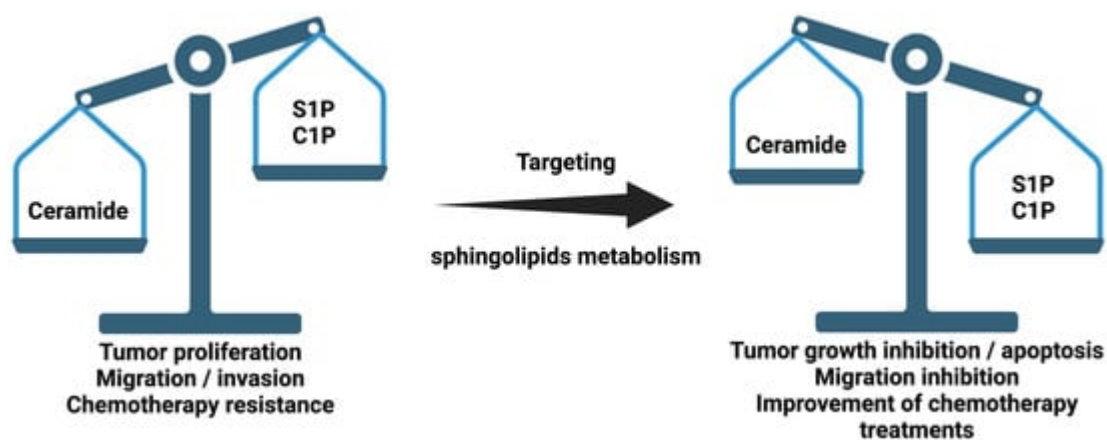 S1P
C1P
Ceramide
Tumor proliferation
Migration / invasion
Chemotherapy resistance
Targeting
sphingolipids metabolism
Ceramide
S1P
C1P
Tumor growth inhibition / apoptosis
Migration inhibition
Improvement of chemotherapy
treatments